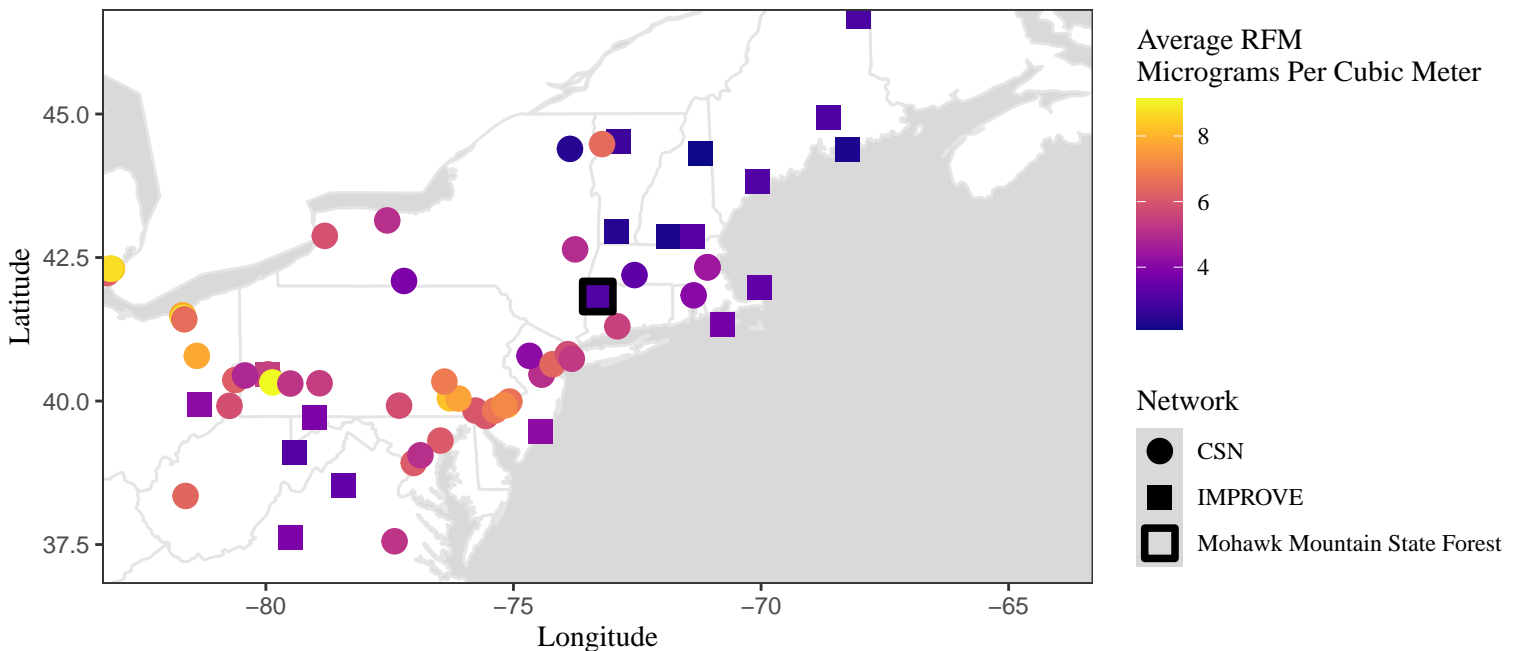 Average RFM
Micrograms Per Cubic Meter
8
6
4
Network
CSN
IMPROVE
Mohawk Mountain State Forest
Latitude
45.0
42.5
40.0
37.5
−80
−75
−70
−65
Longitude